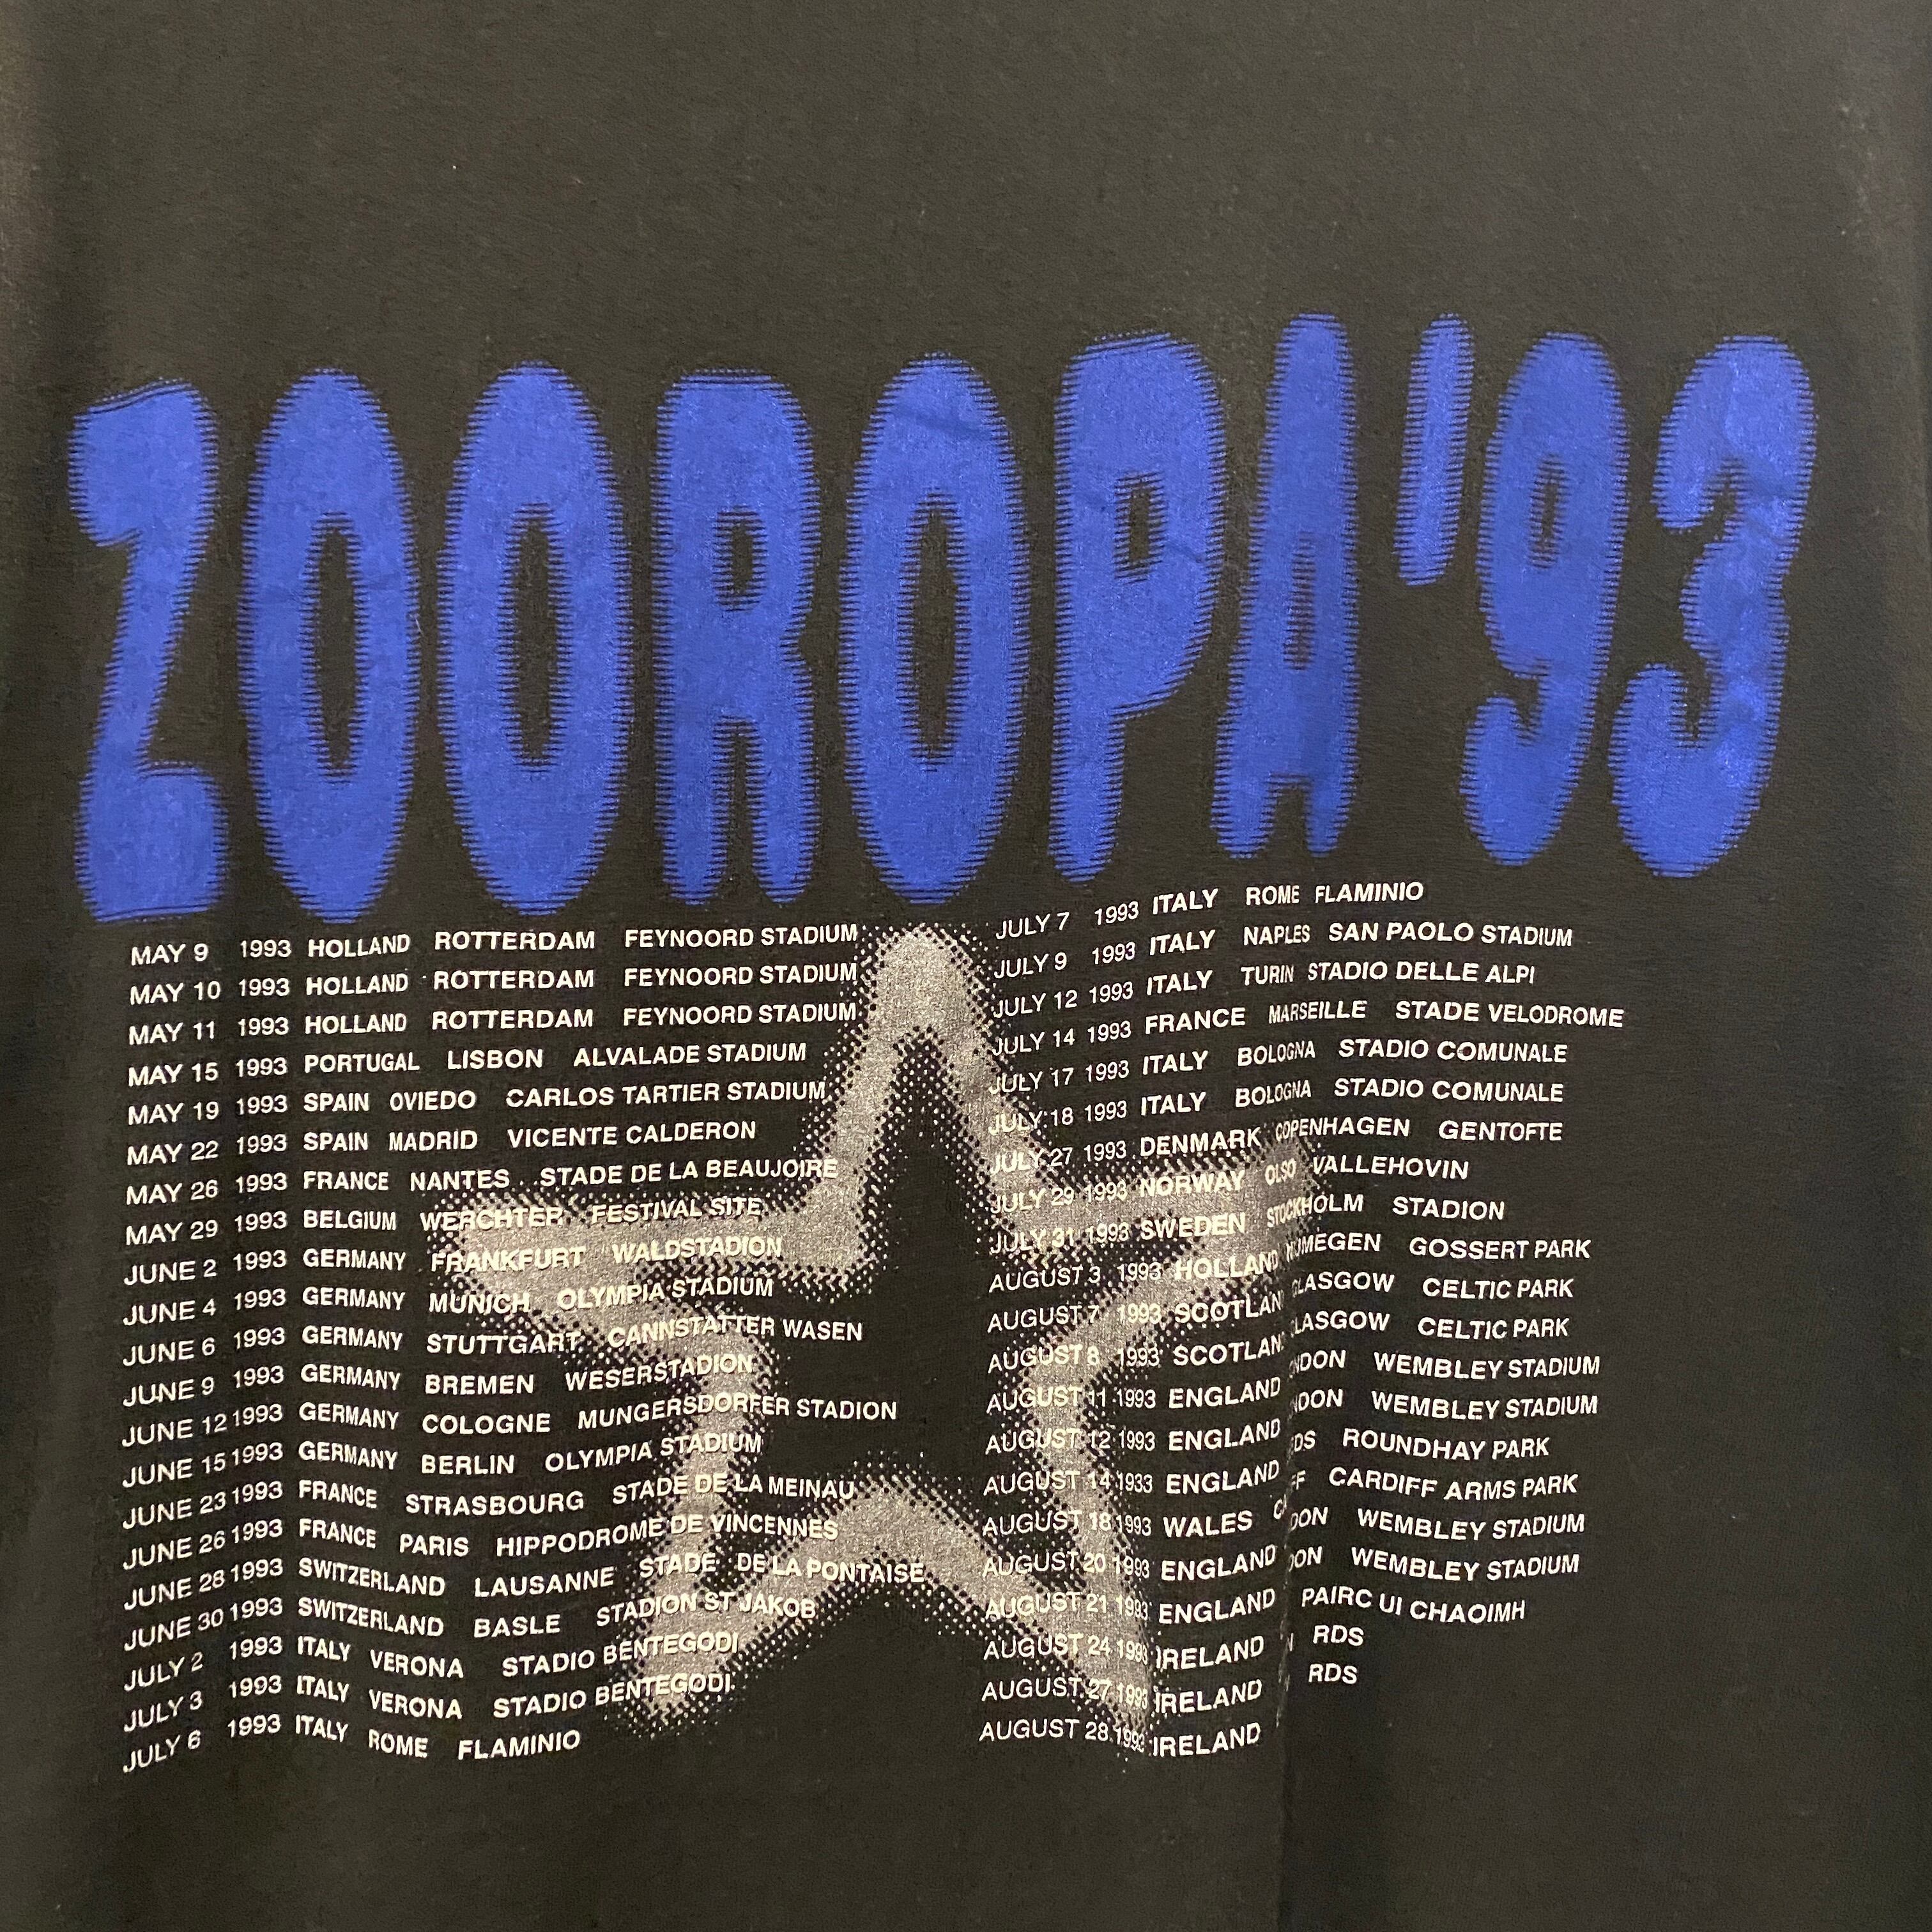 ZOOROPA'93
MAY 9 1993 HOLLAND ROTTERDAM FEYNOORD STADIUM
MAY 10 1993 HOLLAND ROTTERDAM FEYNOORD STADIUM
MAY 11 1993 HOLLAND ROTTERDAM FEYNOORD STADIUM
MAY 15 1993 PORTUGAL LISBON ALVALADE STADIUM
MAY 19 1993 SPAIN OVIEDO CARLOS TARTIER STADIUM
MAY 22 1993 SPAIN MADRID VICENTE CALDERON
MAY 26 1993 FRANCE NANTES STADE DE LA BEAUJOIRE
MAY 29 1993 BELGIUM WERCHTER FESTIVAL SITE
JUNE 2 1993 GERMANY FRANKFURT WALDSTADION
JUNE 4 1993 GERMANY MUNICH OLYMPIA STADIUM
JUNE 6 1993 GERMANY STUTTGART CANNSTATTER WASEN
JUNE 9 1993 GERMANY BREMEN WESERSTADION
JUNE 12 1993 GERMANY COLOGNE MUNGERSDORFER STADION
JUNE 15 1993 GERMANY BERLIN OLYMPIA STADIUM
JUNE 23 1993 FRANCE STRASBOURG STADE DE LA MEINAU
JUNE 26 1993 FRANCE PARIS HIPPODROME DE VINCENNES
JUNE 28 1993 SWITZERLAND LAUSANNE STADE DE LA PONTAISE
JUNE 30 1993 SWITZERLAND BASLE STADION ST JAKOB
JULY 2 1993 ITALY VERONA STADIO BENTEGODI
JULY 3 1993 ITALY VERONA STADIO BENTEGODI
JULY 6 1993 ITALY ROME FLAMINIO
JULY 7 1993 ITALY ROME FLAMINIO
JULY 9 1993 ITALY NAPLES SAN PAOLO STADIUM
JULY 12 1993 ITALY TURIN STADIO DELLE ALPI
JULY 14 1993 FRANCE MARSEILLE STADE VELODROME
JULY 17 1993 ITALY BOLOGNA STADIO COMUNALE
JULY 18 1993 ITALY BOLOGNA STADIO COMUNALE
JULY 27 1993 DENMARK COPENHAGEN GENTOFTE
JULY 29 1993 NORWAY OLSO VALLEHOVIN
JULY 31 1993 SWEDEN STOCKHOLM STADION
AUGUST 3 1993 HOLLAND GOSSERT PARK
AUGUST 7 1993 SCOTLAN GLASGOW CELTIC PARK
AUGUST 8 1993 SCOTLAN LASGOW CELTIC PARK
AUGUST 11 1993 ENGLAND NDON WEMBLEY STADIUM
AUGUST 12 1993 ENGLAND NDON WEMBLEY STADIUM
AUGUST 14 1933 ENGLAND DS ROUNDHAY PARK
AUGUST 18 1993 WALES C FF CARDIFF ARMS PARK
AUGUST 20 1993 ENGLAND DON WEMBLEY STADIUM
AUGUST 21 1993 ENGLAND DON WEMBLEY STADIUM
AUGUST 24 1993 IRELAND PAIRC UI CHAOIMH
AUGUST 27 1993 IRELAND N RDS
AUGUST 28 1993 IRELAND RDS